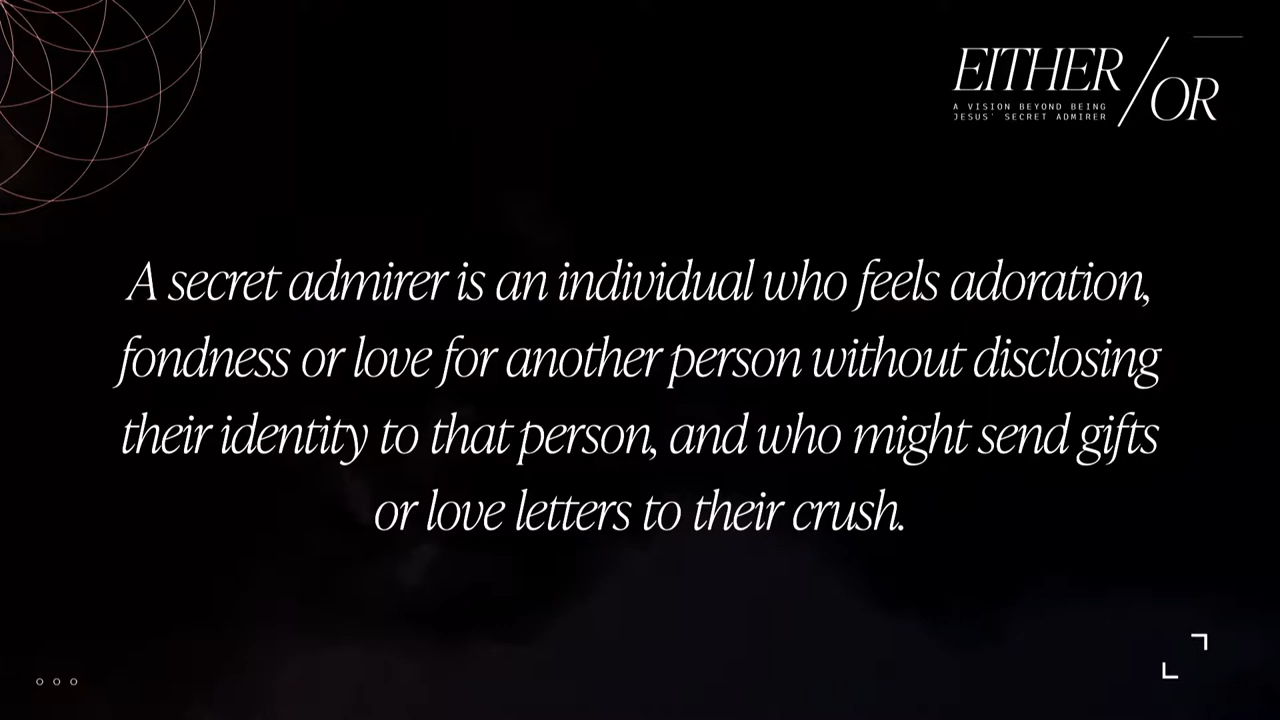 EITHER/OR
A VISION BEYOND BEING
JESUS' SECRET ADMIRER
A secret admirer is an individual who feels adoration,
fondness or love for another person without disclosing
their identity to that person, and who might send gifts
or love letters to their crush.